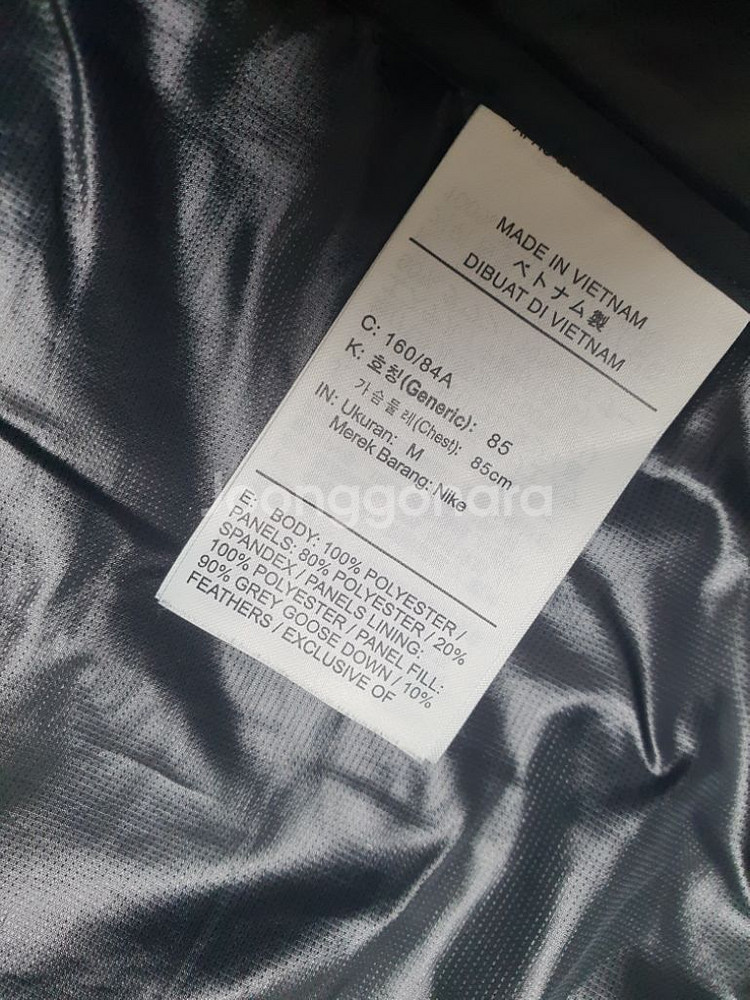 MADE IN VIETNAM
ベトナム製
DIBUAT DI VIETNAM
C: 160/84A
K: 호칭(Generic): 85
가슴둘레(Chest): 85cm
IN: Ukuran: M
Merek Barang: Nike
Joonggonara
E: BODY: 100% POLYESTER /
PANELS: 80% POLYESTER / 20%
SPANDEX / PANELS LINING:
100% POLYESTER / PANEL FILL:
90% GREY GOOSE DOWN / 10%
FEATHERS / EXCLUSIVE OF